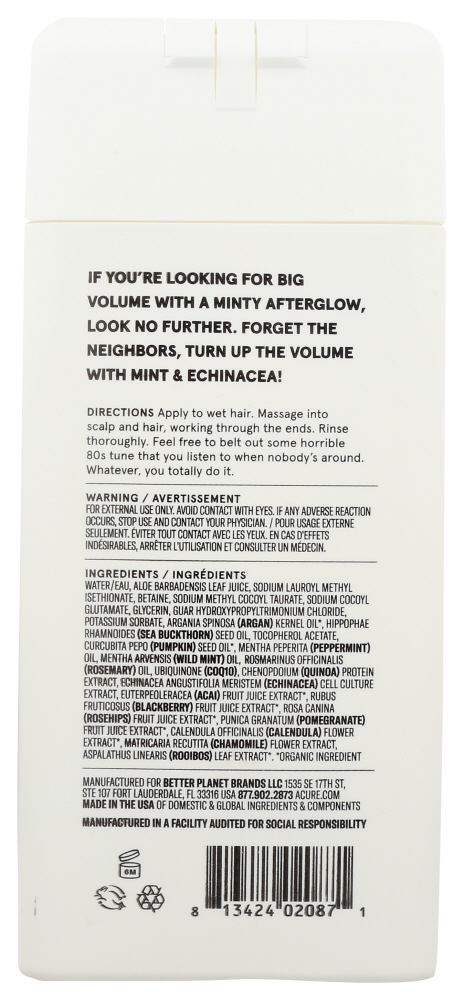 IF YOU'RE LOOKING FOR BIG
VOLUME WITH A MINTY AFTERGLOW,
LOOK NO FURTHER. FORGET THE
NEIGHBORS, TURN UP THE VOLUME
WITH MINT & ECHINACEA!
DIRECTIONS Apply to wet hair. Massage into
scalp and hair, working through the ends. Rinse
thoroughly. Feel free to belt out some horrible
80s tune that you listen to when nobody's around.
Whatever, you totally do it.
WARNING / AVERTISSEMENT
FOR EXTERNAL USE ONLY. AVOID CONTACT WITH EYES. IF ANY ADVERSE REACTION
OCCURS, STOP USE AND CONTACT YOUR PHYSICIAN. / POUR USAGE EXTERNE
SEULEMENT. ÉVITER TOUT CONTACT AVEC LES YEUX. EN CAS D'EFFETS
INDÉSIRABLES, ARRÊTER L'UTILISATION ET CONSULTER UN MÉDECIN.
INGREDIENTS / INGRÉDIENTS
WATER/EAU, ALOE BARBADENSIS LEAF JUICE, SODIUM LAUROYL METHYL
ISETHIONATE, BETAINE, SODIUM METHYL COCOYL TAURATE, SODIUM COCOYL
GLUTAMATE, GLYCERIN, GUAR HYDROXYPROPYLTRIMONIUM CHLORIDE,
POTASSIUM SORBATE, ARGANIA SPINOSA (ARGAN) KERNEL OIL*, HIPPOPHAE
RHAMNOIDES (SEA BUCKTHORN) SEED OIL, TOCOPHEROL ACETATE,
CURCUBITA PEPO (PUMPKIN) SEED OIL*, MENTHA PEPERITA (PEPPERMINT)
OIL, MENTHA ARVENSIS (WILD MINT) OIL, ROSMARINUS OFFICINALIS
(ROSEMARY) OIL, UBIQUINONE (COQ10), CHENOPODIUM (QUINOA) PROTEIN
EXTRACT, ECHINACEA ANGUSTIFOLIA MERISTEM (ECHINACEA) CELL CULTURE
EXTRACT, EUTERPEOLERACEA (ACAI) FRUIT JUICE EXTRACT*, RUBUS
FRUTICOSUS (BLACKBERRY) FRUIT JUICE EXTRACT*, ROSA CANINA
(ROSEHIPS) FRUIT JUICE EXTRACT*, PUNICA GRANATUM (POMEGRANATE)
FRUIT JUICE EXTRACT*, CALENDULA OFFICINALIS (CALENDULA) FLOWER
EXTRACT*, MATRICARIA RECUTITA (CHAMOMILE) FLOWER EXTRACT,
ASPALATHUS LINEARIS (ROOIBOS) LEAF EXTRACT*. *ORGANIC INGREDIENT
MANUFACTURED FOR BETTER PLANET BRANDS LLC 1535 SE 17TH ST,
STE 107 FORT LAUDERDALE, FL 33316 USA 877.902.2873 ACURE.COM
MADE IN THE USA OF DOMESTIC & GLOBAL INGREDIENTS & COMPONENTS
MANUFACTURED IN A FACILITY AUDITED FOR SOCIAL RESPONSIBILITY
6M
8 13424 02087 1